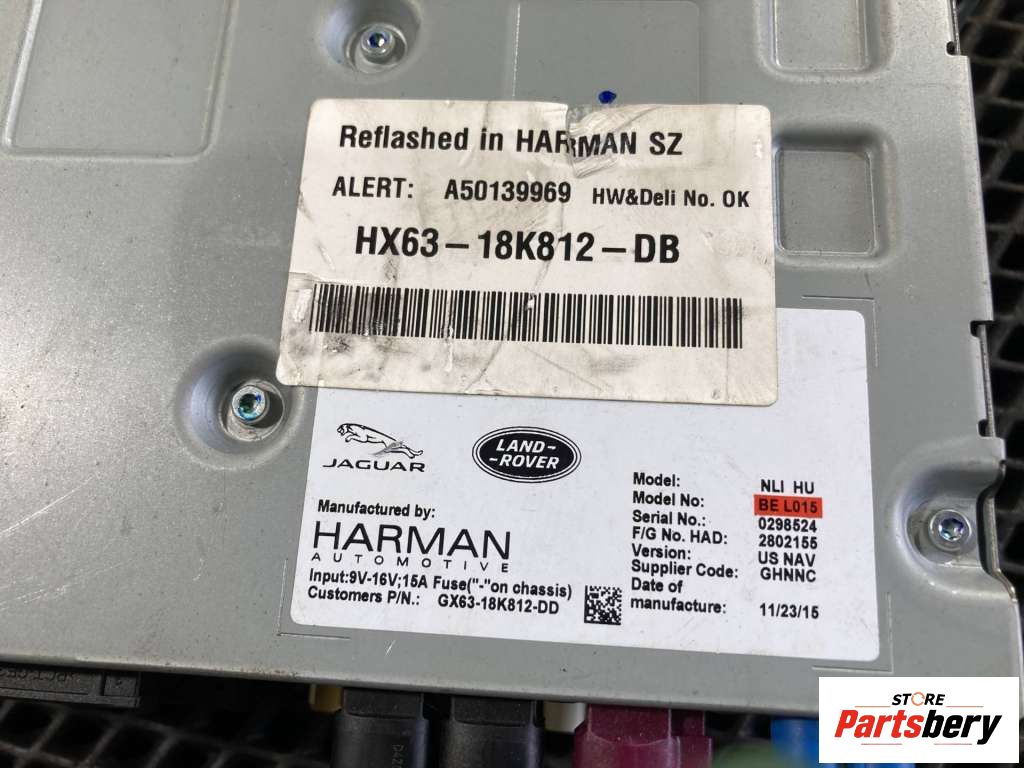 Reflashed in HARMAN SZ
ALERT: A50139969 HW&Deli No. OK
HX63-18K812-DB
JAGUAR
LAND-
-ROVER
Manufactured by:
HARMAN
AUTOMOTIVE
Input:9V-16V;15A Fuse("-"on chassis)
Customers P/N.: GX63-18K812-DD
Model: NLI HU
Model No: BE L015
Serial No.: 0298524
F/G No. HAD: 2802155
Version: US NAV
Supplier Code: GHNNC
Date of
manufacture: 11/23/15
STORE
Partsbery